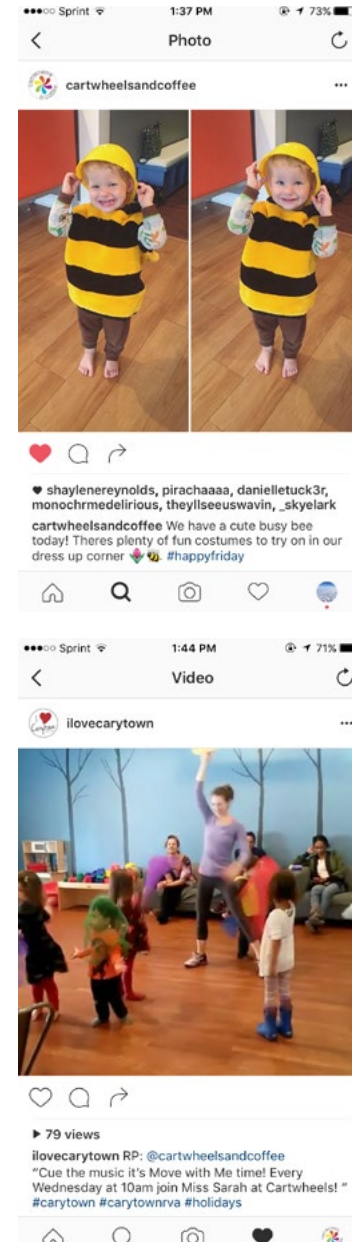 Sprint 1:37 PM 73%
Photo
cartwheelsandcoffee
shaylenereynolds, pirachaaaa, danielletuck3r,
monochrmedelirious, theyllseeuswavin, _skyelark
cartwheelsandcoffee We have a cute busy bee
today! Theres plenty of fun costumes to try on in our
dress up corner 🌷🐝. #happyfriday
Sprint 1:44 PM 71%
Video
ilovecarytown
79 views
ilovecarytown RP: @cartwheelsandcoffee
"Cue the music it's Move with Me time! Every
Wednesday at 10am join Miss Sarah at Cartwheels! "
#carytown #carytownrva #holidays